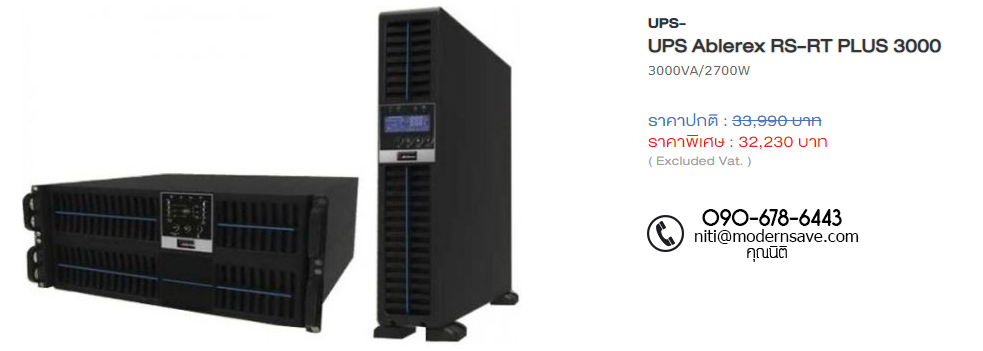 UPS-
UPS Ablerex RS-RT PLUS 3000
3000VA/2700W
ราคาปกติ : 33,990 บาท
ราคาพิเศษ : 32,230 บาท
( Excluded Vat. )
090-678-6443
niti@modernsave.com
คุณนิติ